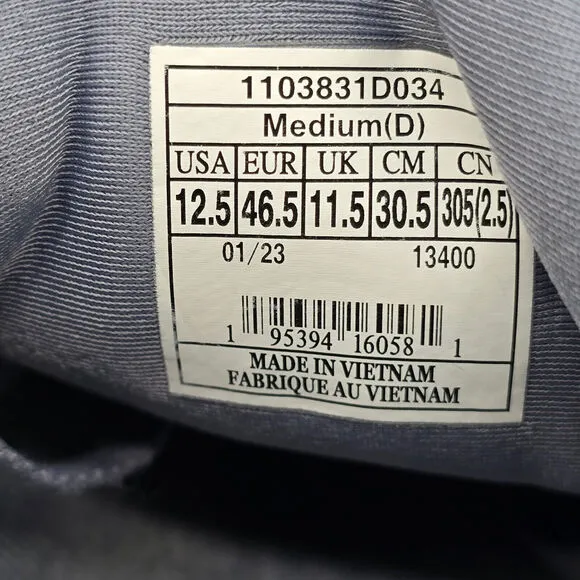 1103831D034
Medium(D)
USA EUR UK CM CN
12.5 46.5 11.5 30.5 305(2.5)
01/23 13400
1 95394 16058 1
MADE IN VIETNAM
FABRIQUE AU VIETNAM